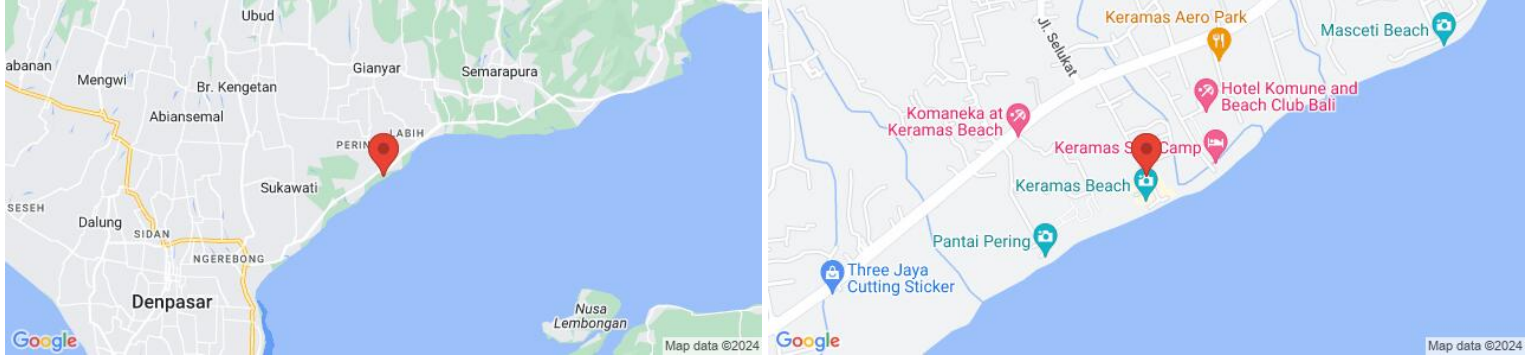 Ubud
abanan
Mengwi
Br. Kengetan
Gianyar
Semarapura
Abiansemal
LABIH
Sukawati
SESEH
Dalung
SIDAN
NGEREBONG
Denpasar
Nusa
Lembongan
Google
Map data ©2024
Keramas Aero Park
Masceti Beach
Jl. Selukat
Hotel Komune and
Beach Club Bali
Komaneka at
Keramas Beach
Keramas S Camp
Keramas Beach
Pantai Pering
Three Jaya
Cutting Sticker
Google
Map data ©2024